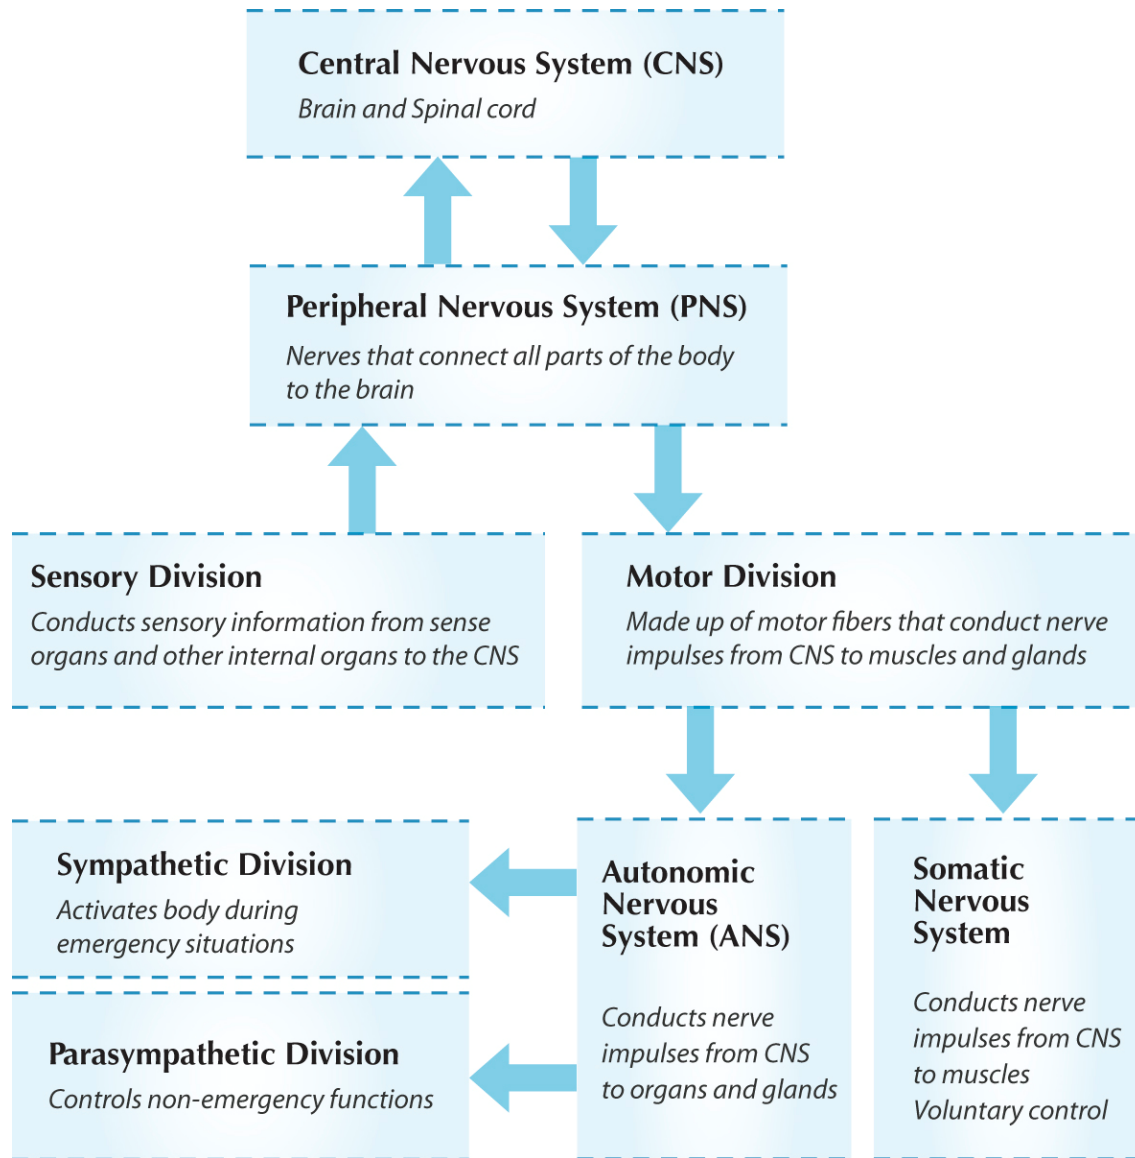 Central Nervous System (CNS)
Brain and Spinal cord
Peripheral Nervous System (PNS)
Nerves that connect all parts of the body
to the brain
Sensory Division
Conducts sensory information from sense
organs and other internal organs to the CNS
Motor Division
Made up of motor fibers that conduct nerve
impulses from CNS to muscles and glands
Sympathetic Division
Activates body during
emergency situations
Parasympathetic Division
Controls non-emergency functions
Autonomic
Nervous
System (ANS)
Conducts nerve
impulses from CNS
to organs and glands
Somatic
Nervous
System
Conducts nerve
impulses from CNS
to muscles
Voluntary control